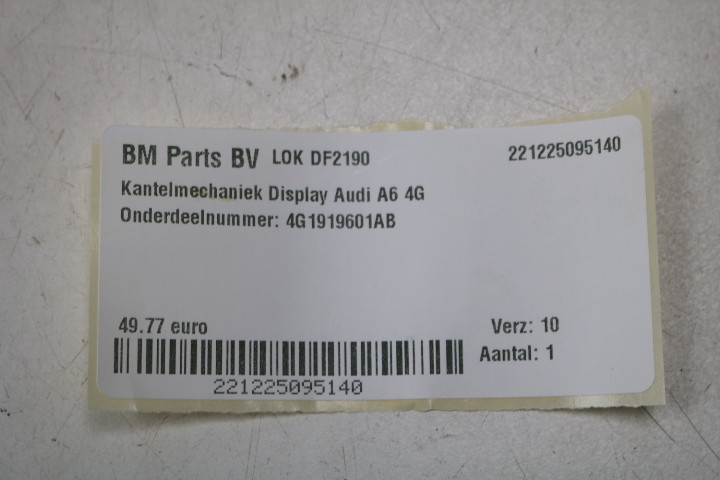 BM Parts BV LOK DF2190 221225095140
Kantelmechaniek Display Audi A6 4G
Onderdeelnummer: 4G1919601AB
49.77 euro Verz: 10
Aantal: 1
221225095140